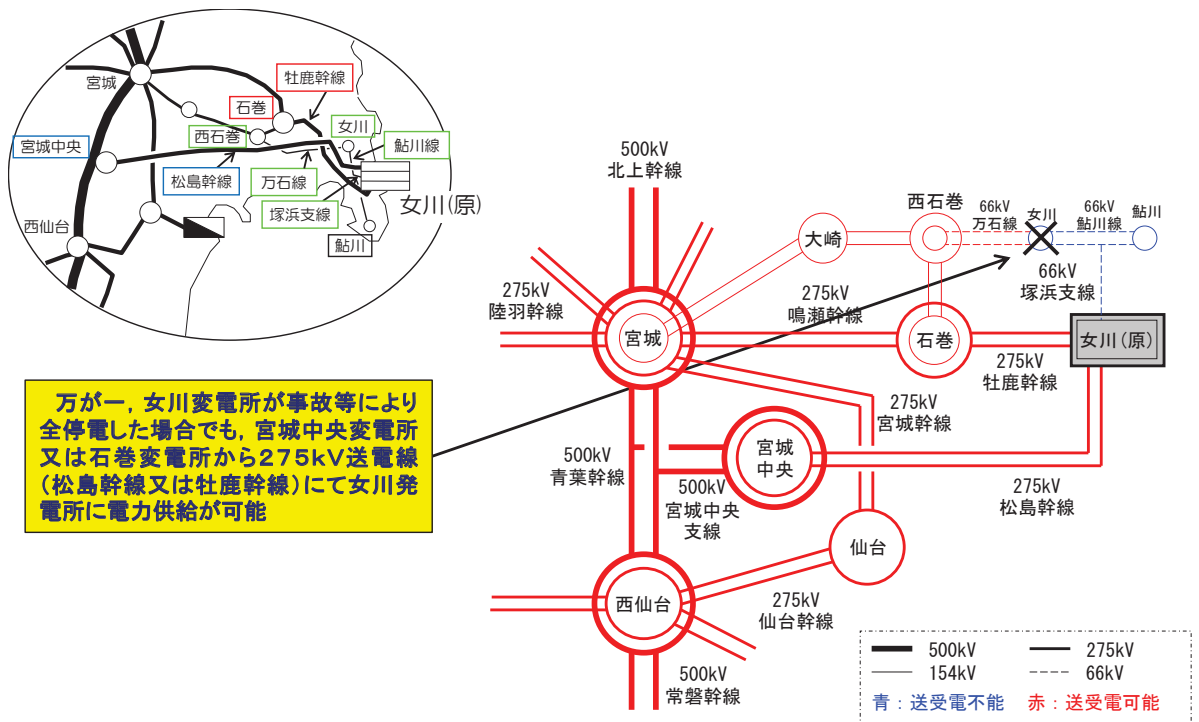 宮城
牡鹿幹線
石巻
西石巻
女川
宮城中央
鮎川線
松島幹線
万石線
塚浜支線
女川(原)
西仙台
鮎川
万が一，女川変電所が事故等により
全停電した場合でも，宮城中央変電所
又は石巻変電所から275kV送電線
(松島幹線又は牡鹿幹線)にて女川発
電所に電力供給が可能
500kV
北上幹線
西石巻
66kV
万石線
女川
66kV
鮎川線
鮎川
大崎
66kV
塚浜支線
275kV
陸羽幹線
275kV
鳴瀬幹線
宮城
石巻
女川(原)
275kV
牡鹿幹線
275kV
宮城幹線
500kV
青葉幹線
宮城
中央
500kV
宮城中央
支線
275kV
松島幹線
仙台
西仙台
275kV
仙台幹線
500kV
常磐幹線
500kV
275kV
154kV
66kV
青：送受電不能
赤：送受電可能